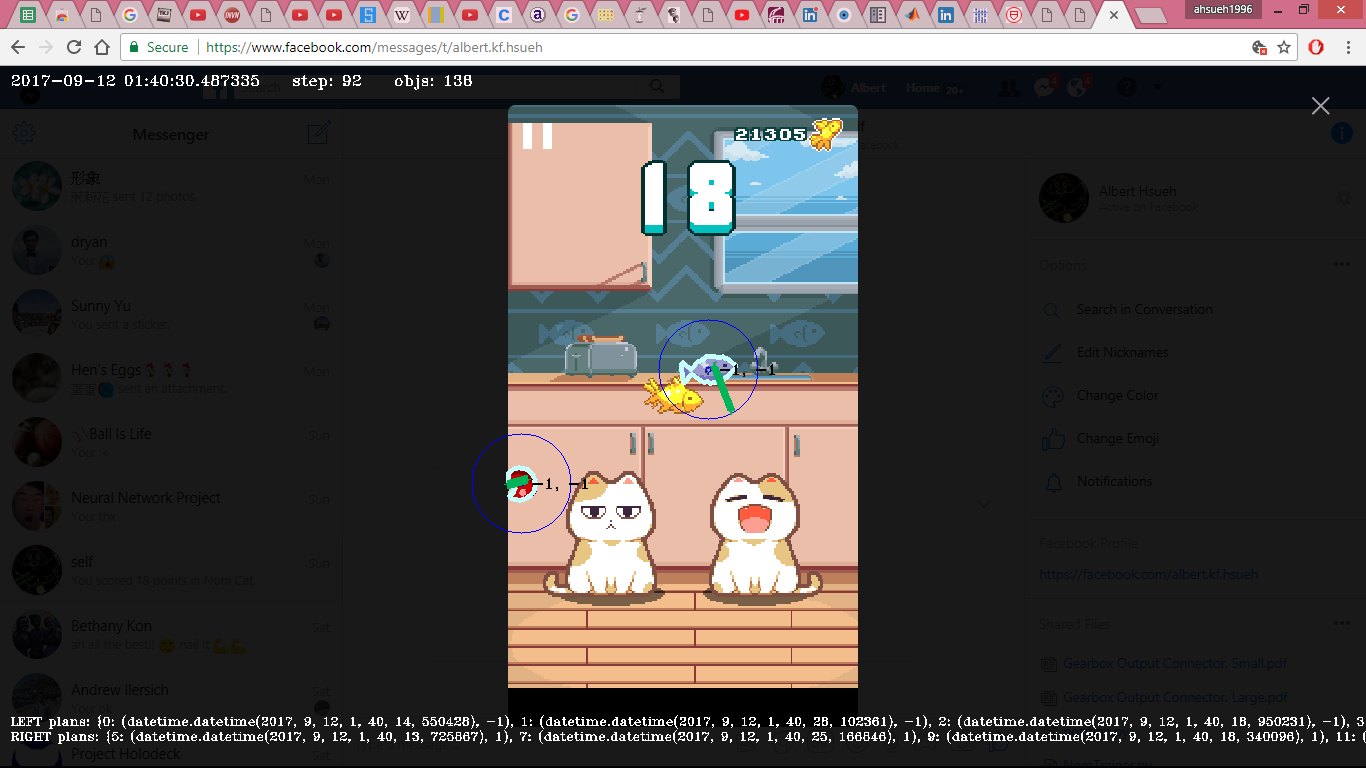 ahsueh1996
Secure
https://www.facebook.com/messages/t/albert.kf.hsueh
2017-09-12 01:40:30.487335 step: 92 objs: 136
Albert Home 20+
Messenger
21305
18
形象 Mon
茉莉花 sent 12 photos.
dryan Mon
You:
Sunny Yu Mon
You sent a sticker.
Hen's Eggs Mon
蛋蛋 sent an attachment.
Ball Is Life Sun
You: :<
Neural Network Project Sun
You: thx
self Sun
You scored 18 points in Nom Cat.
Bethany Kon Sat
ah all the best!! nail it
Andrew Ilersich Sat
You: ok
Project Holodeck
-1, -1
-1, -1
Albert Hsueh
Active on Facebook
Options
Search in Conversation
Edit Nicknames
Change Color
Change Emoji
Notifications
Facebook Profile
https://facebook.com/albert.kf.hsueh
Shared Files
Gearbox Output Connector, Small.pdf
Gearbox Output Connector, Large.pdf
NomTrainer.py
LEFT plans: {0: (datetime.datetime(2017, 9, 12, 1, 40, 14, 550428), -1), 1: (datetime.datetime(2017, 9, 12, 1, 40, 28, 102361), -1), 2: (datetime.datetime(2017, 9, 12, 1, 40, 18, 950231), -1), 3
RIGHT plans: {5: (datetime.datetime(2017, 9, 12, 1, 40, 13, 725867), 1), 7: (datetime.datetime(2017, 9, 12, 1, 40, 25, 166846), 1), 9: (datetime.datetime(2017, 9, 12, 1, 40, 18, 340096), 1), 11: (